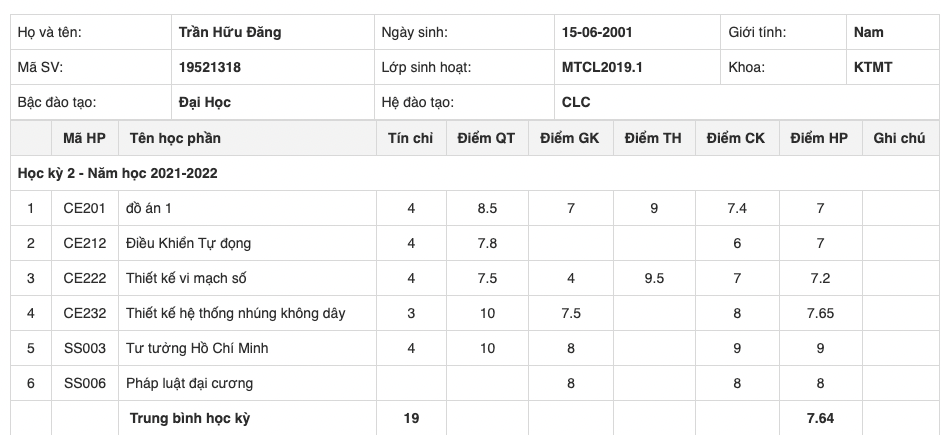 Họ và tên: Trần Hữu Đăng Ngày sinh: 15-06-2001 Giới tính: Nam
Mã SV: 19521318 Lớp sinh hoạt: MTCL2019.1 Khoa: KTMT
Bậc đào tạo: Đại Học Hệ đào tạo: CLC
Mã HP Tên học phần Tín chỉ Điểm QT Điểm GK Điểm TH Điểm CK Điểm HP Ghi chú
Học kỳ 2 - Năm học 2021-2022
1 CE201 đồ án 1 4 8.5 7 9 7.4 7
2 CE212 Điều Khiển Tự đọng 4 7.8 6 7
3 CE222 Thiết kế vi mạch số 4 7.5 4 9.5 7 7.2
4 CE232 Thiết kế hệ thống nhúng không dây 3 10 7.5 8 7.65
5 SS003 Tư tưởng Hồ Chí Minh 4 10 8 9 9
6 SS006 Pháp luật đại cương 8 8 8
Trung bình học kỳ 19 7.64